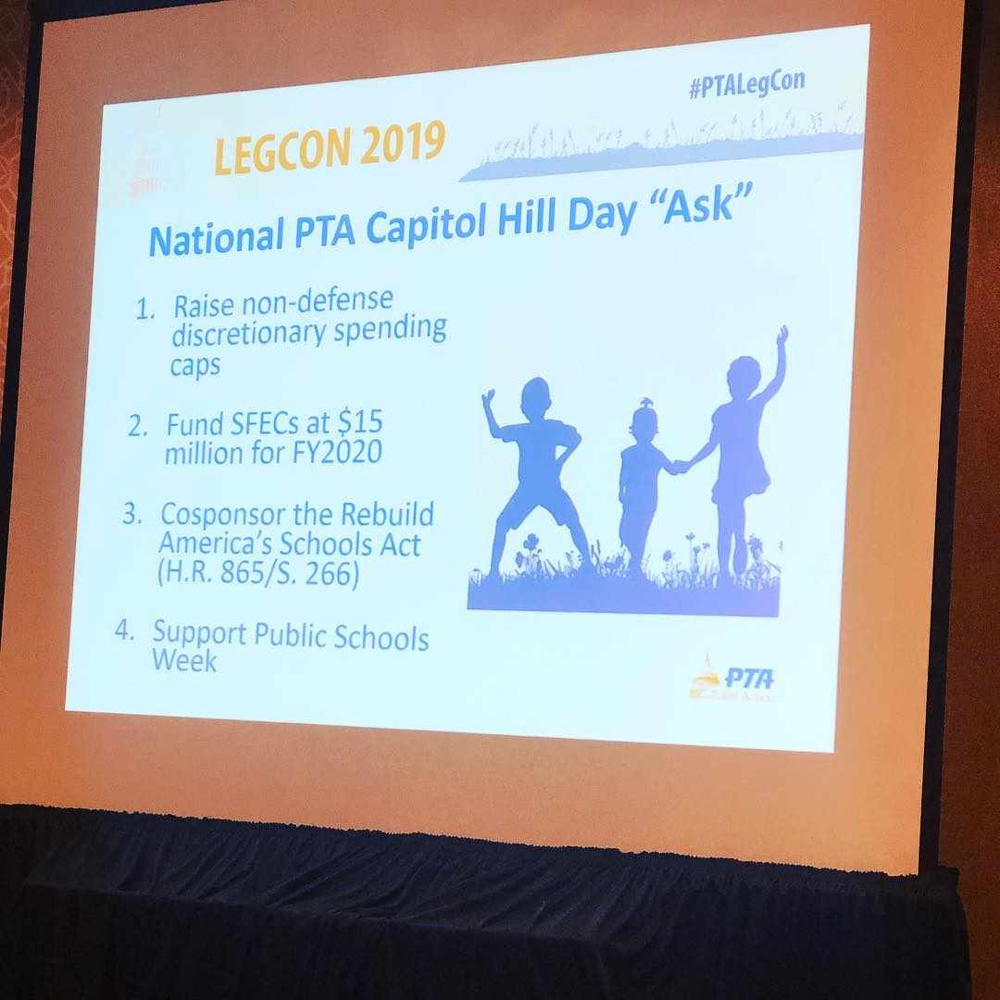 #PTALegCon
LEGCON 2019
National PTA Capitol Hill Day “Ask”
1. Raise non-defense
discretionary spending
caps
2. Fund SFECs at $15
million for FY2020
3. Cosponsor the Rebuild
America’s Schools Act
(H.R. 865/S. 266)
4. Support Public Schools
Week
PTA
Action